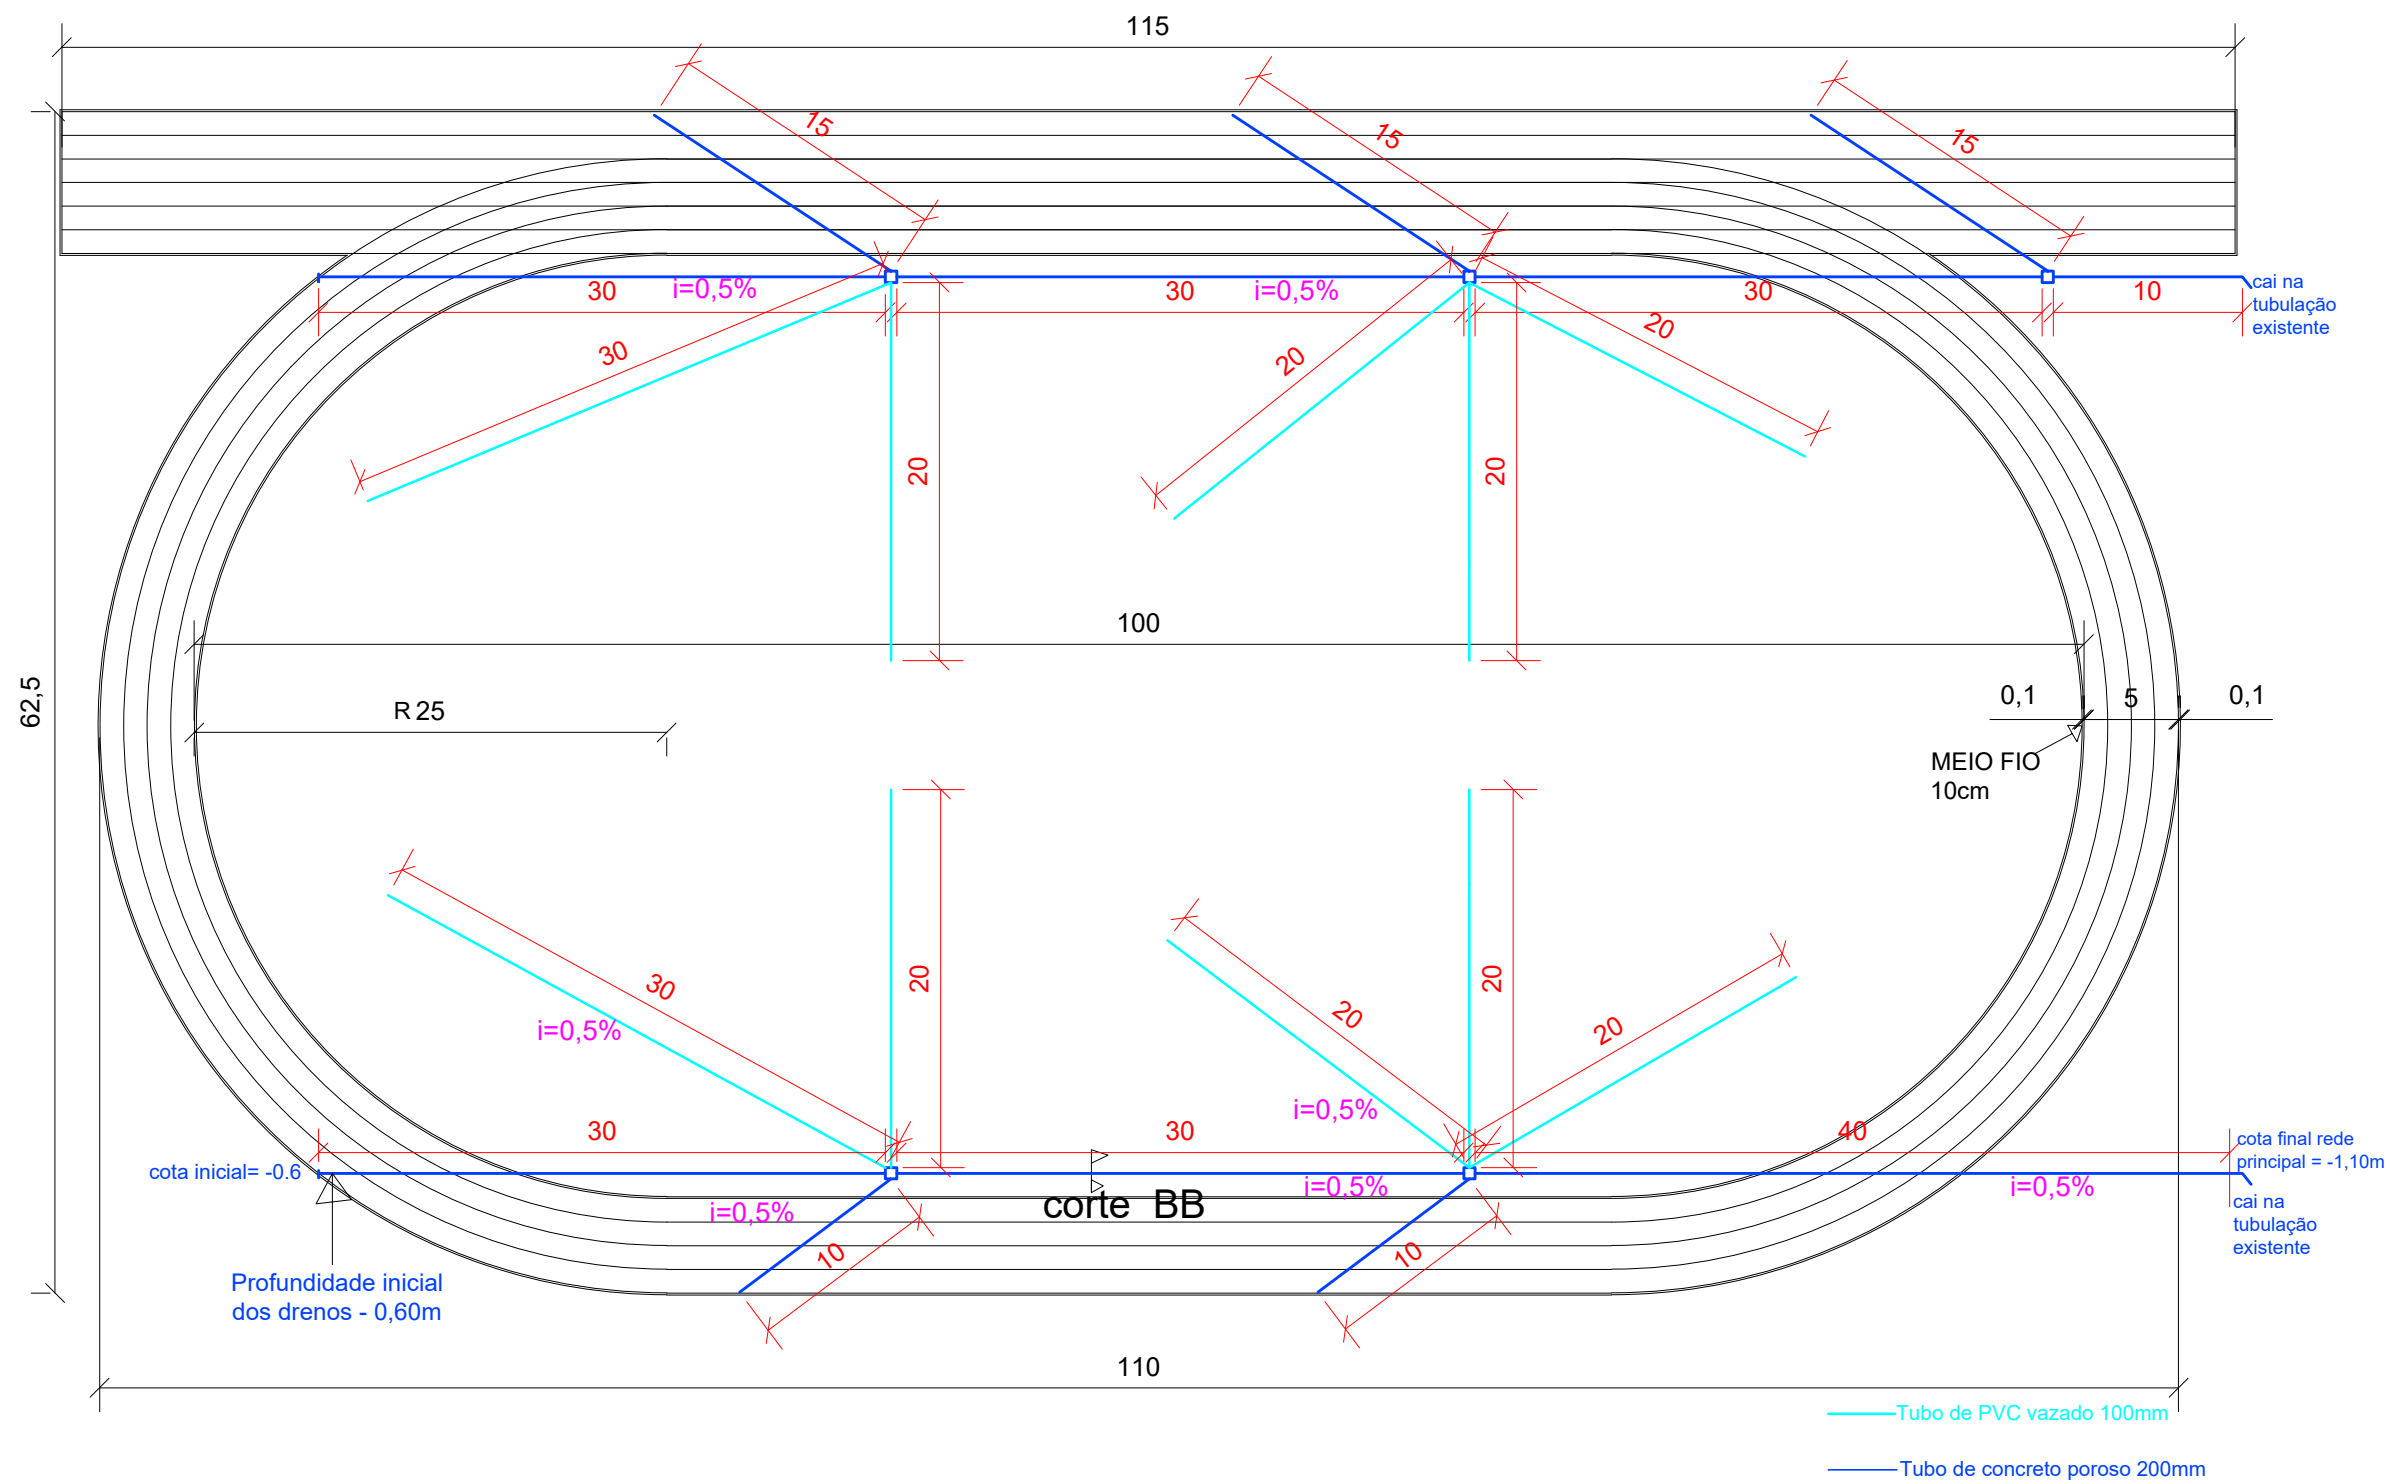 115
15
15
15
30
i=0,5%
30
i=0,5%
30
10
cai na
tubulação
existente
30
20
20
20
20
100
62,5
R 25
0,1
5
0,1
MEIO FIO
10cm
30
i=0,5%
20
20
i=0,5%
20
20
30
30
40
cota inicial= -0.6
cota final rede
principal = -1,10m
i=0,5%
corte BB
i=0,5%
i=0,5%
cai na
tubulação
existente
10
10
Profundidade inicial
dos drenos - 0,60m
110
Tubo de PVC vazado 100mm
Tubo de concreto poroso 200mm